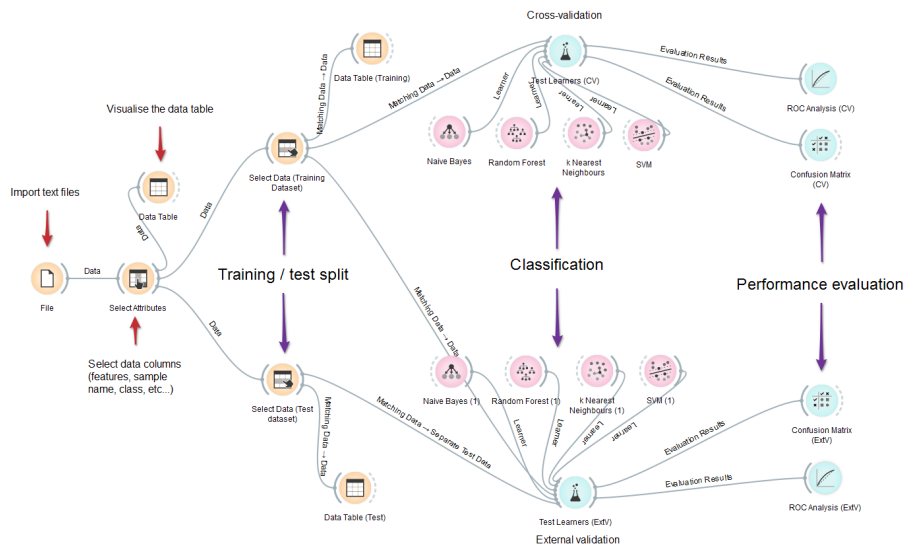 Cross-validation
Matching Data → Data
Data Table (Training)
Matching Data → Data
Learner
Test Learners (CV)
Learner
Learner
Learner
Evaluation Results
Evaluation Results
ROC Analysis (CV)
Visualise the data table
Naive Bayes
Random Forest
k Nearest
Neighbours
SVM
Confusion Matrix
(CV)
Select Data (Training
Dataset)
Import text files
Data Table
Data
Data
Training / test split
Classification
Performance evaluation
File
Data
Select Attributes
Data
Matching Data → Data
Select data columns
(features, sample
name, class, etc...)
Select Data (Test
dataset)
Matching Data → Data
Matching Data → Separate Test Data
Naive Bayes (1)
Random Forest (1)
k Nearest
Neighbours (1)
SVM (1)
Learner
Learner
Learner
Learner
Evaluation Results
Confusion Matrix
(ExtV)
Evaluation Results
ROC Analysis (ExtV)
Data Table (Test)
Test Learners (ExtV)
External validation